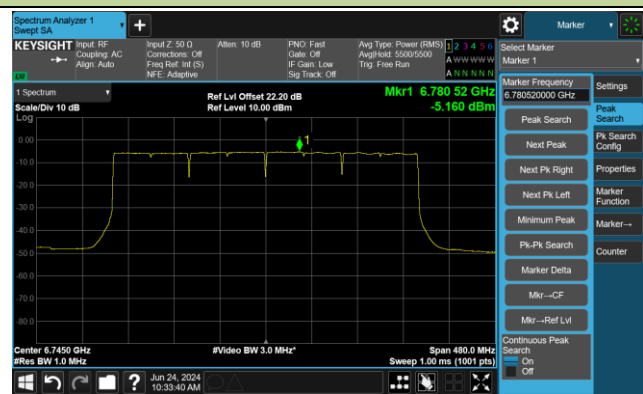 Spectrum Analyzer 1
Swept SA
Marker
KEYSIGHT
Input: RF
Coupling: AC
Align: Auto
Input Z: 50 Ω
Corrections: Off
Freq Ref: Int (S)
NFE: Adaptive
Atten: 10 dB
PNO: Fast
Gate: Off
IF Gain: Low
Sig Track: Off
Avg Type: Power (RMS)
Avg|Hold: 5500/5500
Trig: Free Run
1 2 3 4 5 6
A W W W W W
A N N N N N
LW
Select Marker
Marker 1
1 Spectrum
Scale/Div 10 dB
Log
Ref Lvl Offset 22.20 dB
Ref Level 10.00 dBm
Mkr1 6.780 52 GHz
-5.160 dBm
1
0.00
-10.0
-20.0
-30.0
-40.0
-50.0
-60.0
-70.0
-80.0
Center 6.7450 GHz
#Res BW 1.0 MHz
#Video BW 3.0 MHz*
Span 480.0 MHz
Sweep 1.00 ms (1001 pts)
Marker Frequency
6.780520000 GHz
Peak Search
Next Peak
Next Pk Right
Next Pk Left
Minimum Peak
Pk-Pk Search
Marker Delta
Mkr→CF
Mkr→Ref Lvl
Continuous Peak
Search
On
Off
Settings
Peak
Search
Pk Search
Config
Properties
Marker
Function
Marker→
Counter
?
Jun 24, 2024
10:33:40 AM